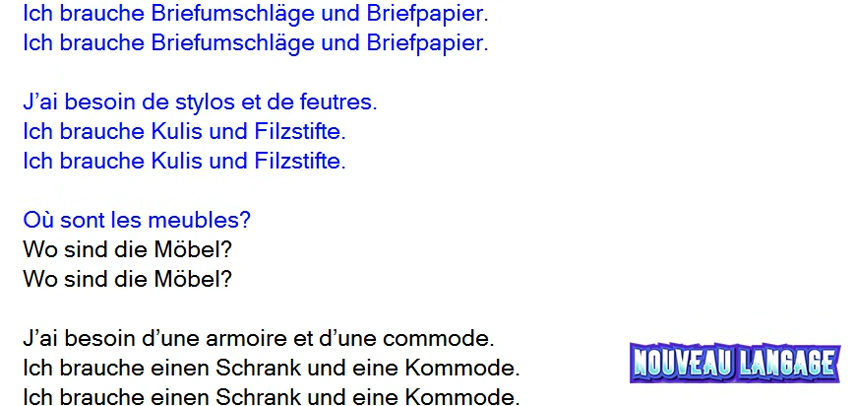 Ich brauche Briefumschläge und Briefpapier.
Ich brauche Briefumschläge und Briefpapier.
J’ai besoin de stylos et de feutres.
Ich brauche Kulis und Filzstifte.
Ich brauche Kulis und Filzstifte.
Où sont les meubles?
Wo sind die Möbel?
Wo sind die Möbel?
J’ai besoin d’une armoire et d’une commode.
Ich brauche einen Schrank und eine Kommode.
Ich brauche einen Schrank und eine Kommode.
NOUVEAU LANGAGE